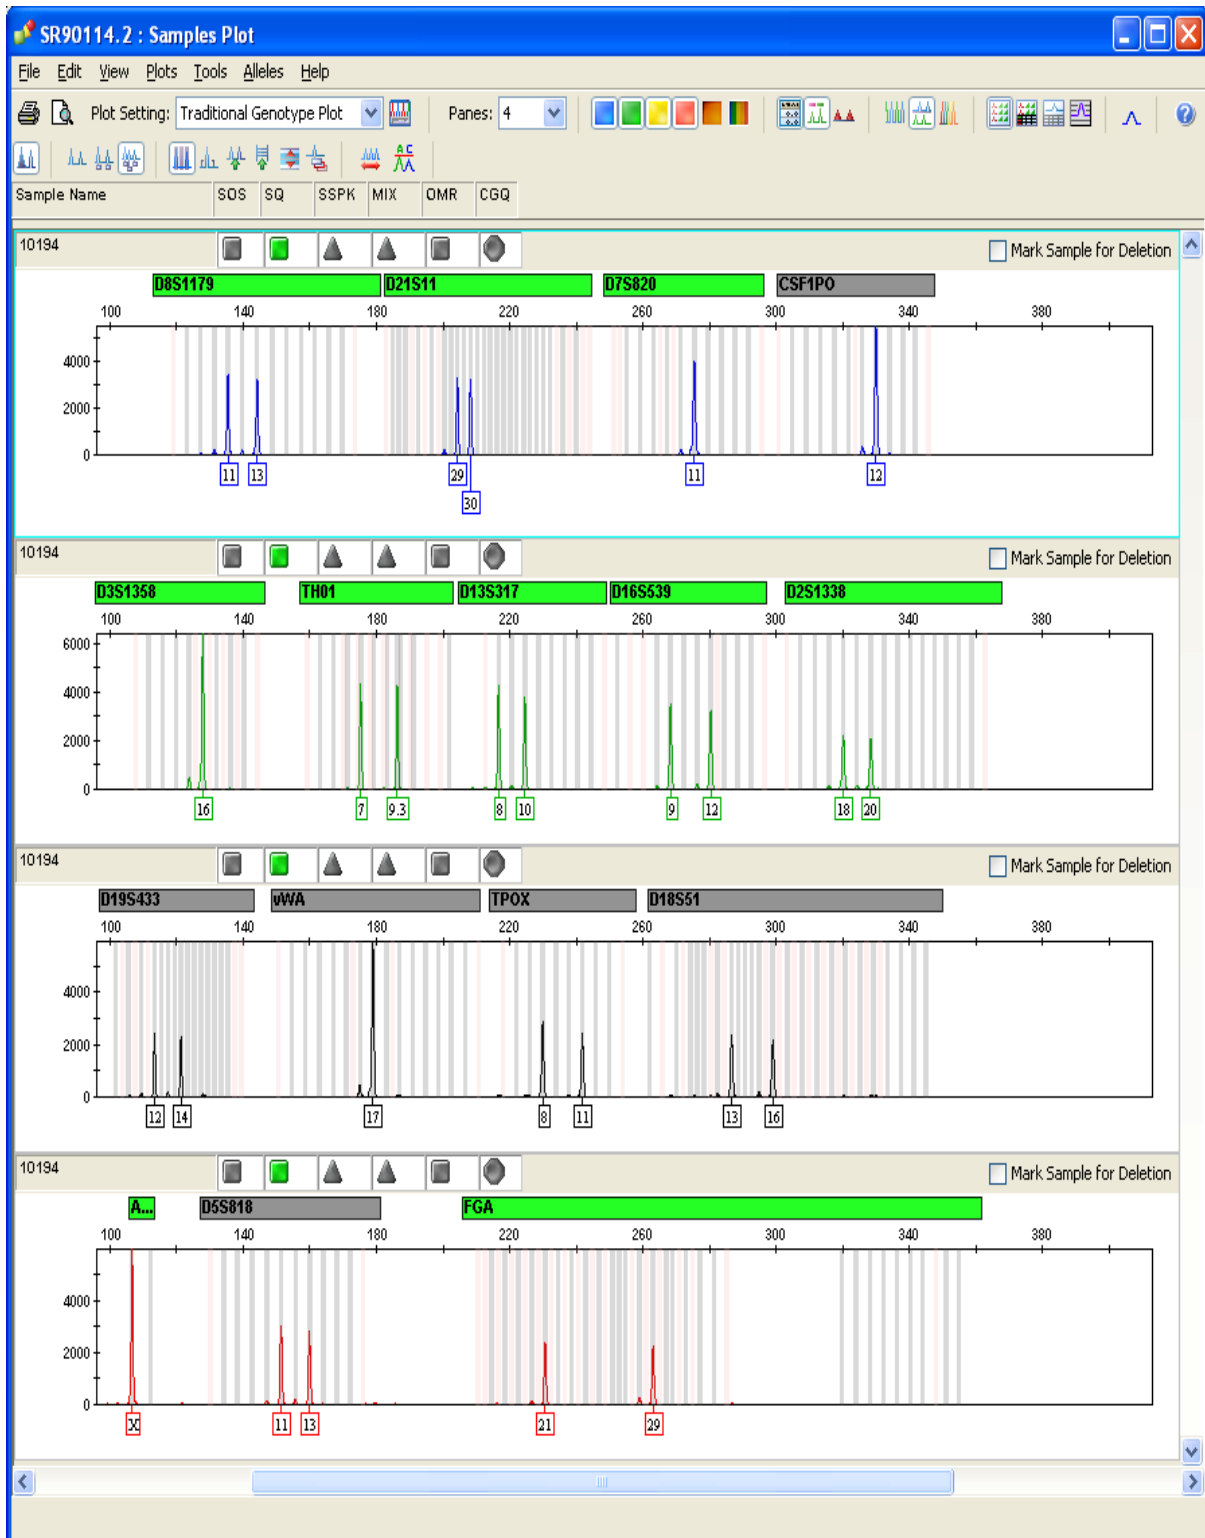 SR90114.2 : Samples Plot
File Edit View Plots Tools Alleles Help
Plot Setting: Traditional Genotype Plot Panes: 4
Sample Name SOS SQ SSPK MIX OMR CGQ
10194 Mark Sample for Deletion
D8S1179 D21S11 D7S820 CSF1PO
100 140 180 220 260 300 340 380
4000
2000
0
11 13 29 11 12
30
10194 Mark Sample for Deletion
D3S1358 TH01 D13S317 D16S539 D2S1338
100 140 180 220 260 300 340 380
6000
4000
2000
0
16 7 9.3 8 10 9 12 18 20
10194 Mark Sample for Deletion
D19S433 vWA TPOX D18S51
100 140 180 220 260 300 340 380
4000
2000
0
12 14 17 8 11 13 16
10194 Mark Sample for Deletion
A... D5S818 FGA
100 140 180 220 260 300 340 380
4000
2000
0
X 11 13 21 29